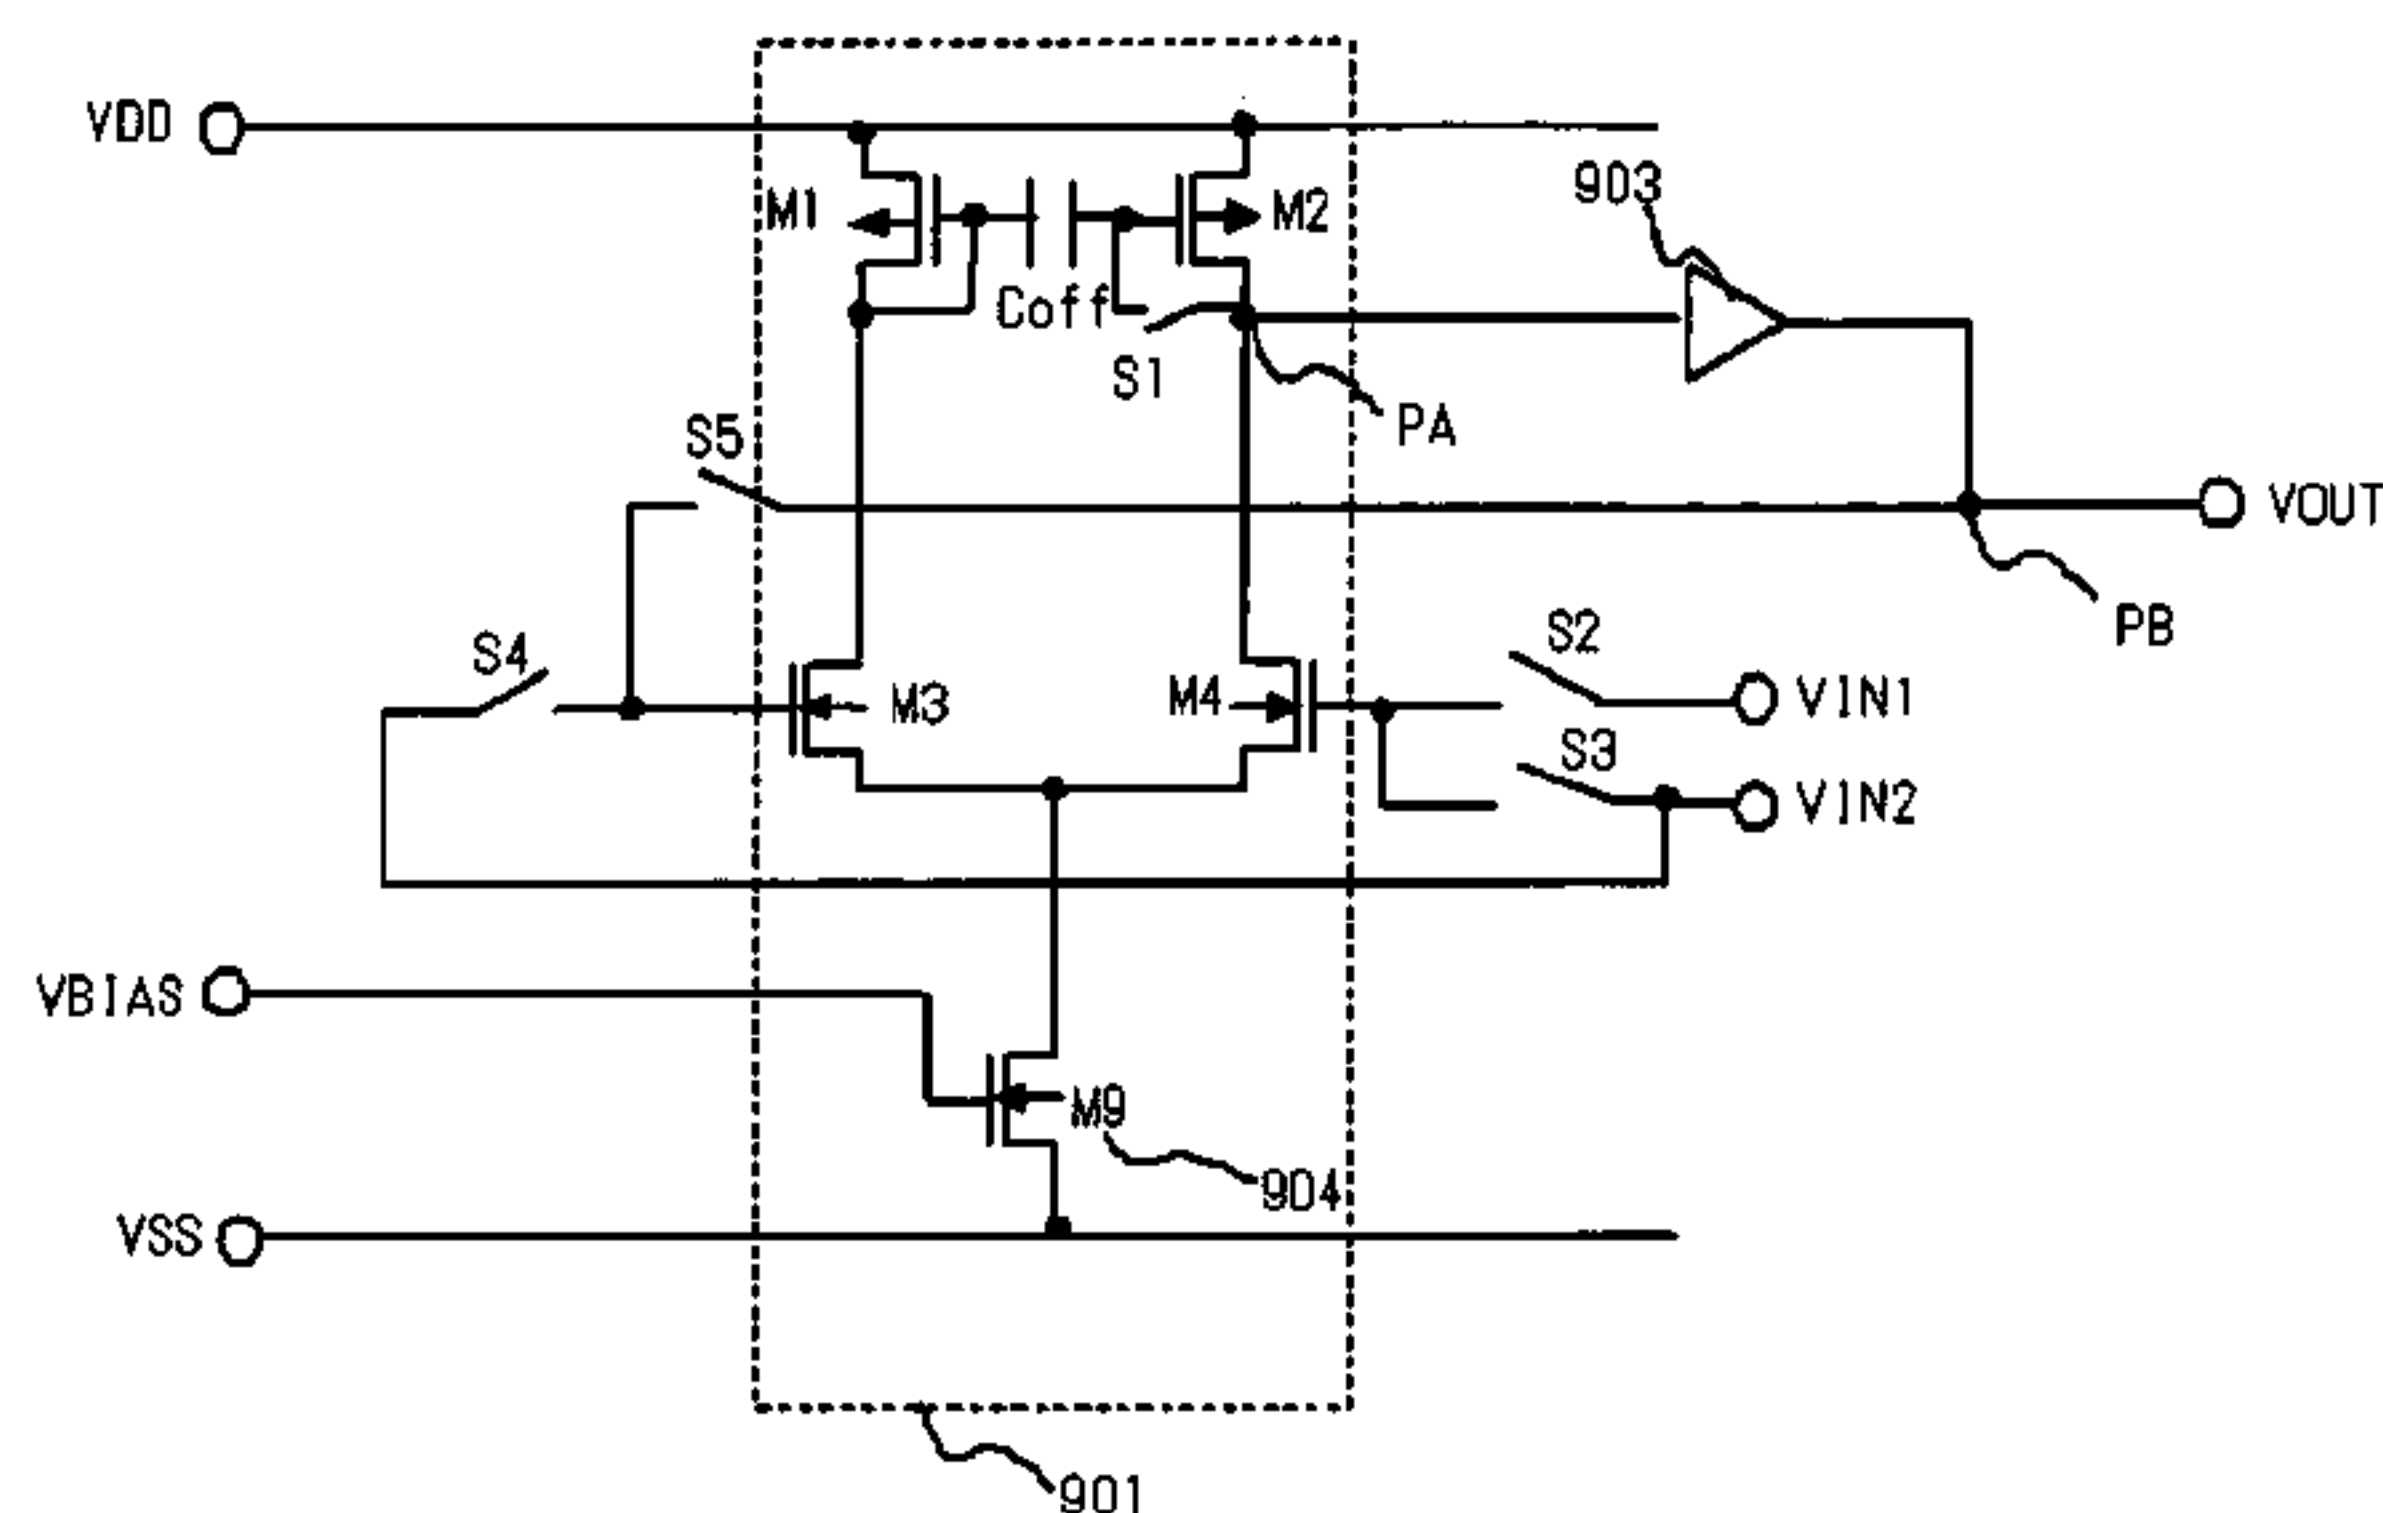 VDD
903
M1
M2
Coff
S1
S5
PA
VOUT
S4
S2
PB
M3
M4
VIN1
S3
VIN2
VBIAS
M9
904
VSS
901